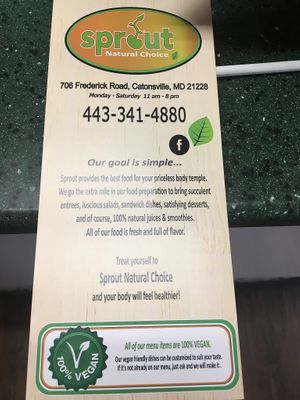 sprout
Natural Choice
706 Frederick Road, Catonsville, MD 21228
Monday - Saturday 11 am - 8 pm
443-341-4880
f
Our goal is simple...
Sprout provides the best food for your priceless body temple.
We go the extra mile in our food preparation to bring succulent
entrees, luscious salads, sandwich dishes, satisfying desserts,
and of course, 100% natural juices & smoothies.
All of our food is fresh and full of flavor.
Treat yourself to
Sprout Natural Choice
and your body will feel healthier!
100% VEGAN
All of our menu items are 100% VEGAN.
Our vegan friendly dishes can be customized to suit your taste.
If it's not already on our menu, just ask and we will make it.